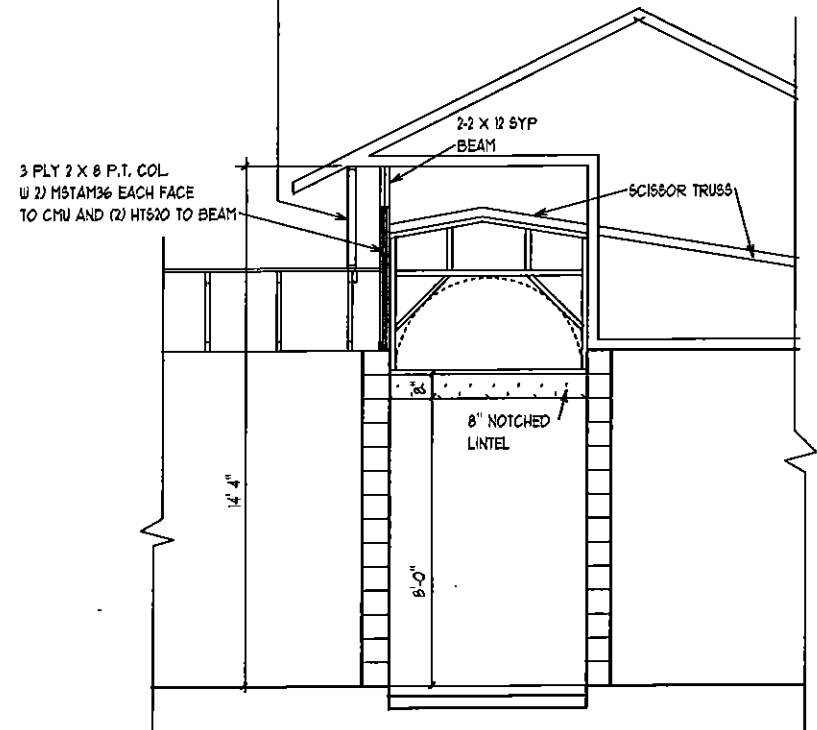 2-2 X 12 SYP
BEAM
3 PLY 2 X 8 P.T. COL.
W 2) MSTAM36 EACH FACE
TO CMU AND (2) HTS20 TO BEAM
SCISSOR TRUSS
8"
8" NOTCHED
LINTEL
14' 4"
8'-0"